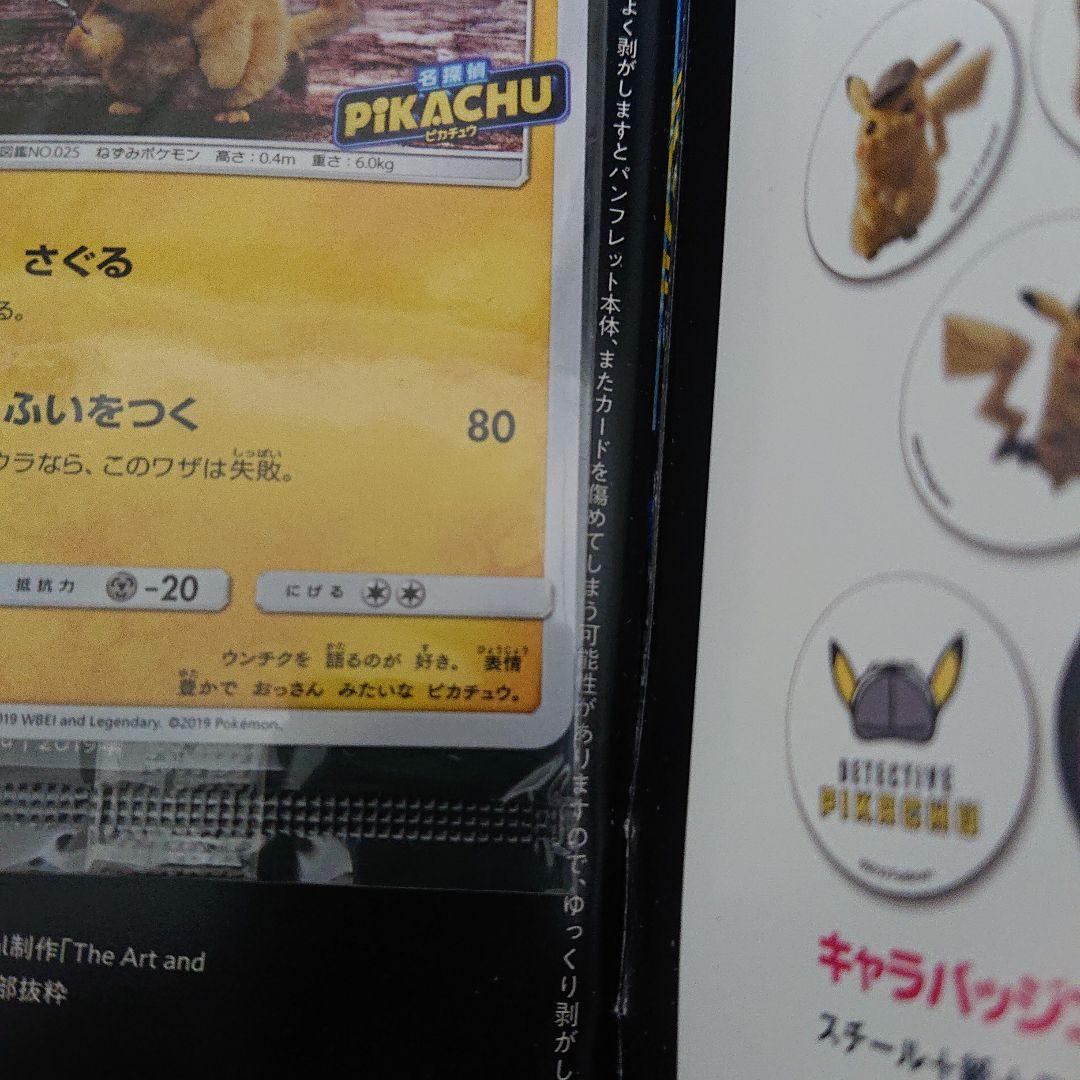 名探偵
PIKACHU
ピカチュウ
図鑑NO.025 ねずみポケモン 高さ：0.4m 重さ：6.0kg
さぐる
る。
ふいをつく 80
ウラなら、このワザは失敗。
抵抗力 -20 にげる
ウンチクを 語るのが 好き。 表情
豊かで おっさん みたいな ピカチュウ。
019 WBEI and Legendary. ©2019 Pokémon.
よく剥がしますとパンフレット本体、またカードを傷めてしまう可能性がありますので、ゆっくり剥がし
制作「The Art and
部抜粋
DETECTIVE
PIKACHU
キャラバッジ
スチール+紙